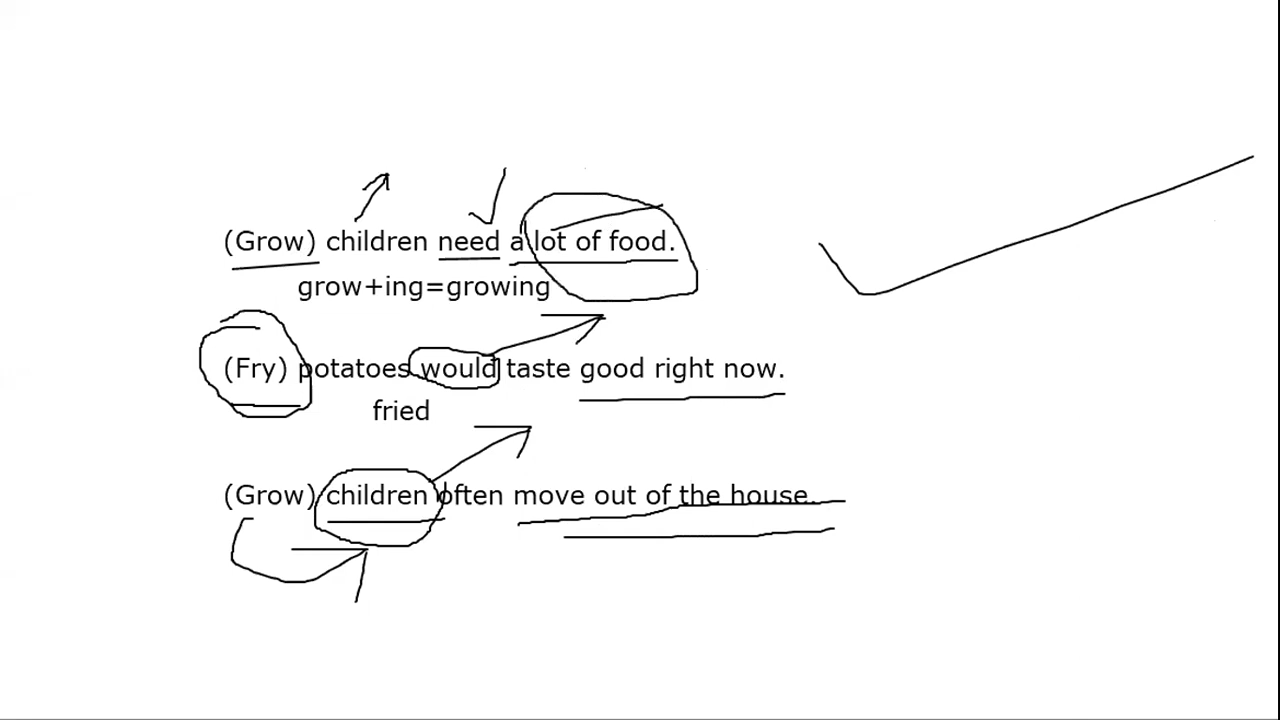 (Grow) children need a lot of food.
grow+ing=growing
(Fry) potatoes would taste good right now.
fried
(Grow) children often move out of the house.